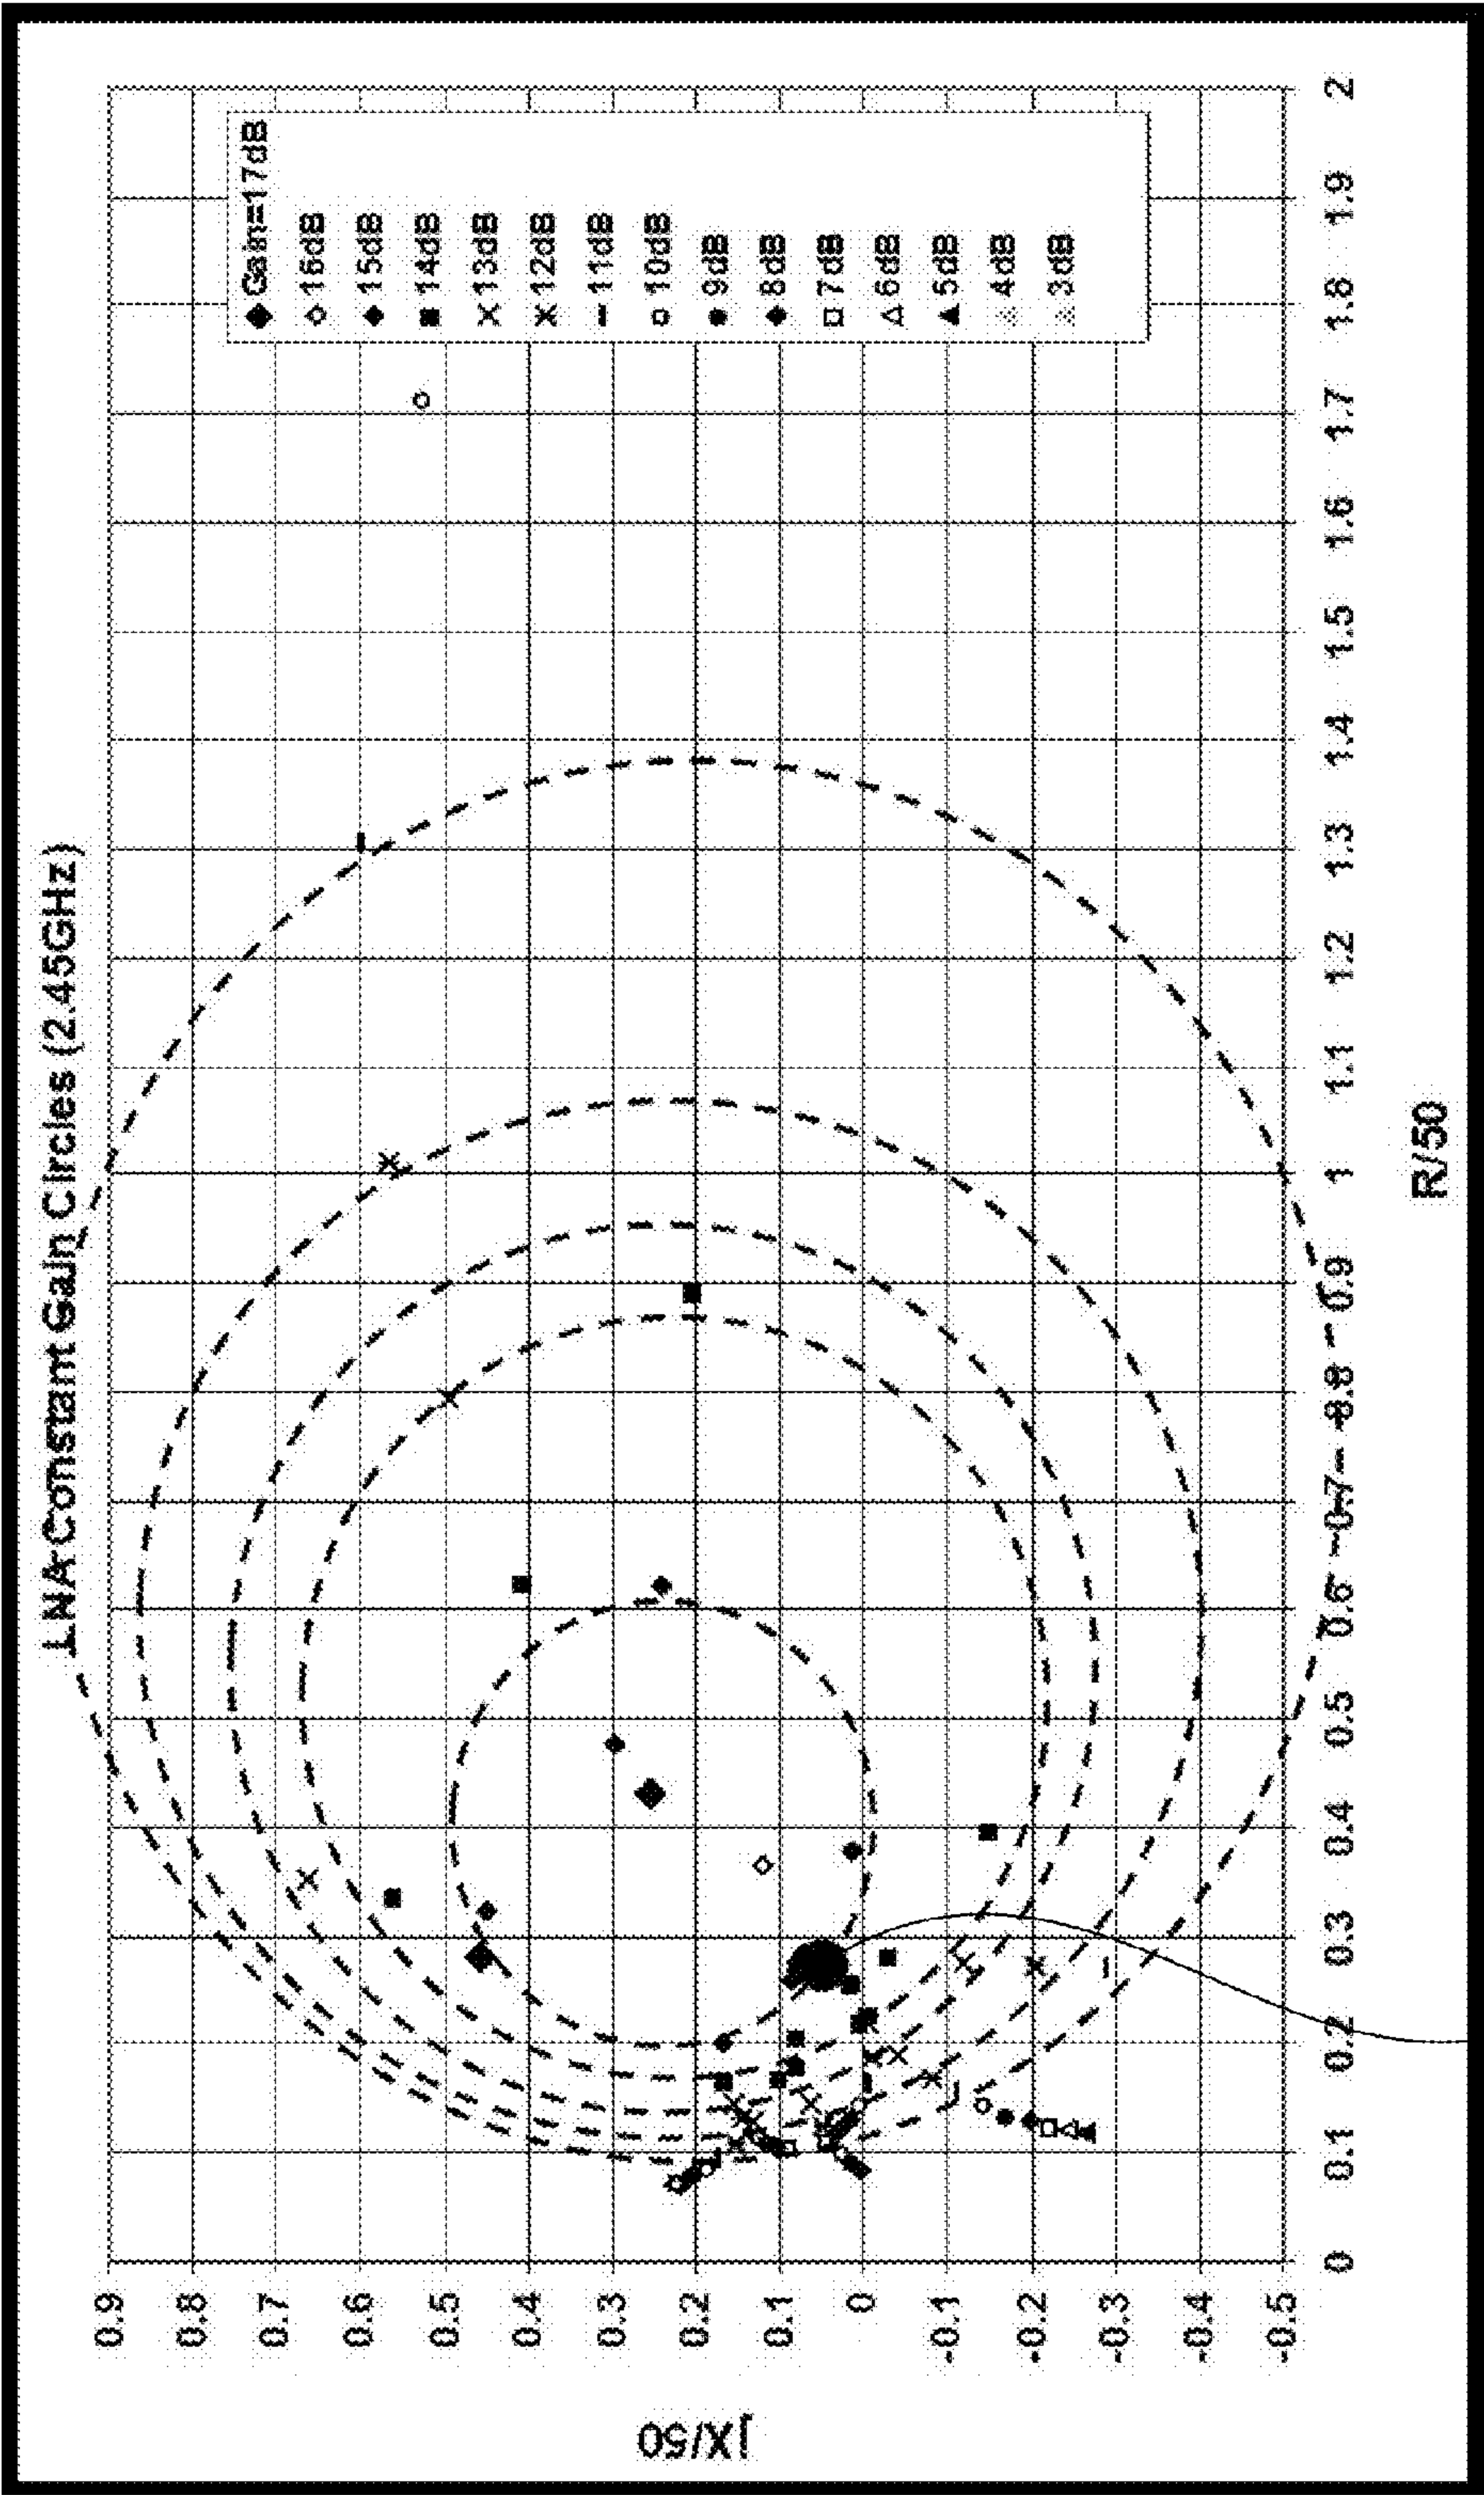 LNA Constant Gain Circles (2.45GHz)
jX/50
0.9
0.8
0.7
0.6
0.5
0.4
0.3
0.2
0.1
0
-0.1
-0.2
-0.3
-0.4
-0.5
0 0.1 0.2 0.3 0.4 0.5 0.6 0.7 0.8 0.9 1 1.1 1.2 1.3 1.4 1.5 1.6 1.7 1.8 1.9 2
R/50
Gain=17dB
16dB
15dB
14dB
13dB
12dB
11dB
10dB
9dB
8dB
7dB
6dB
5dB
4dB
3dB